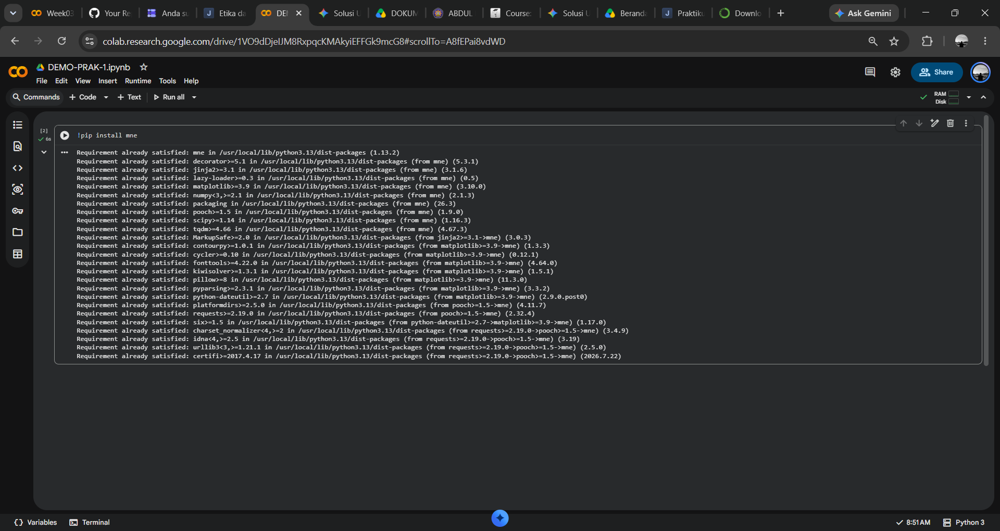 Week03
Your Re
Anda su
Etika da
DEM
Solusi U
DOKUM
ABDUL
Course:
Solusi U
Beranda
Praktiku
Downlo
Ask Gemini
colab.research.google.com/drive/1VO9dDjeIJM8RxpqcKMAkyiEFFGk9mcG8#scrollTo=A8fEPai8vdWD
DEMO-PRAK-1.ipynb
File Edit View Insert Runtime Tools Help
Share
Commands + Code + Text Run all
RAM
Disk
[2]
6s
!pip install mne
Requirement already satisfied: mne in /usr/local/lib/python3.13/dist-packages (1.13.2)
Requirement already satisfied: decorator>=5.1 in /usr/local/lib/python3.13/dist-packages (from mne) (5.3.1)
Requirement already satisfied: jinja2>=3.1 in /usr/local/lib/python3.13/dist-packages (from mne) (3.1.6)
Requirement already satisfied: lazy-loader>=0.3 in /usr/local/lib/python3.13/dist-packages (from mne) (0.5)
Requirement already satisfied: matplotlib>=3.9 in /usr/local/lib/python3.13/dist-packages (from mne) (3.10.0)
Requirement already satisfied: numpy<3,>=2.1 in /usr/local/lib/python3.13/dist-packages (from mne) (2.1.3)
Requirement already satisfied: packaging in /usr/local/lib/python3.13/dist-packages (from mne) (26.3)
Requirement already satisfied: pooch>=1.5 in /usr/local/lib/python3.13/dist-packages (from mne) (1.9.0)
Requirement already satisfied: scipy>=1.14 in /usr/local/lib/python3.13/dist-packages (from mne) (1.16.3)
Requirement already satisfied: tqdm>=4.66 in /usr/local/lib/python3.13/dist-packages (from mne) (4.67.3)
Requirement already satisfied: MarkupSafe>=2.0 in /usr/local/lib/python3.13/dist-packages (from jinja2>=3.1->mne) (3.0.3)
Requirement already satisfied: contourpy>=1.0.1 in /usr/local/lib/python3.13/dist-packages (from matplotlib>=3.9->mne) (1.3.3)
Requirement already satisfied: cycler>=0.10 in /usr/local/lib/python3.13/dist-packages (from matplotlib>=3.9->mne) (0.12.1)
Requirement already satisfied: fonttools>=4.22.0 in /usr/local/lib/python3.13/dist-packages (from matplotlib>=3.9->mne) (4.64.0)
Requirement already satisfied: kiwisolver>=1.3.1 in /usr/local/lib/python3.13/dist-packages (from matplotlib>=3.9->mne) (1.5.1)
Requirement already satisfied: pillow>=8 in /usr/local/lib/python3.13/dist-packages (from matplotlib>=3.9->mne) (11.3.0)
Requirement already satisfied: pyparsing>=2.3.1 in /usr/local/lib/python3.13/dist-packages (from matplotlib>=3.9->mne) (3.3.2)
Requirement already satisfied: python-dateutil>=2.7 in /usr/local/lib/python3.13/dist-packages (from matplotlib>=3.9->mne) (2.9.0.post0)
Requirement already satisfied: platformdirs>=2.5.0 in /usr/local/lib/python3.13/dist-packages (from pooch>=1.5->mne) (4.11.7)
Requirement already satisfied: requests>=2.19.0 in /usr/local/lib/python3.13/dist-packages (from pooch>=1.5->mne) (2.32.4)
Requirement already satisfied: six>=1.5 in /usr/local/lib/python3.13/dist-packages (from python-dateutil>=2.7->matplotlib>=3.9->mne) (1.17.0)
Requirement already satisfied: charset_normalizer<4,>=2 in /usr/local/lib/python3.13/dist-packages (from requests>=2.19.0->pooch>=1.5->mne) (3.4.9)
Requirement already satisfied: idna<4,>=2.5 in /usr/local/lib/python3.13/dist-packages (from requests>=2.19.0->pooch>=1.5->mne) (3.19)
Requirement already satisfied: urllib3<3,>=1.21.1 in /usr/local/lib/python3.13/dist-packages (from requests>=2.19.0->pooch>=1.5->mne) (2.5.0)
Requirement already satisfied: certifi>=2017.4.17 in /usr/local/lib/python3.13/dist-packages (from requests>=2.19.0->pooch>=1.5->mne) (2026.7.22)
Variables Terminal
8:51 AM Python 3